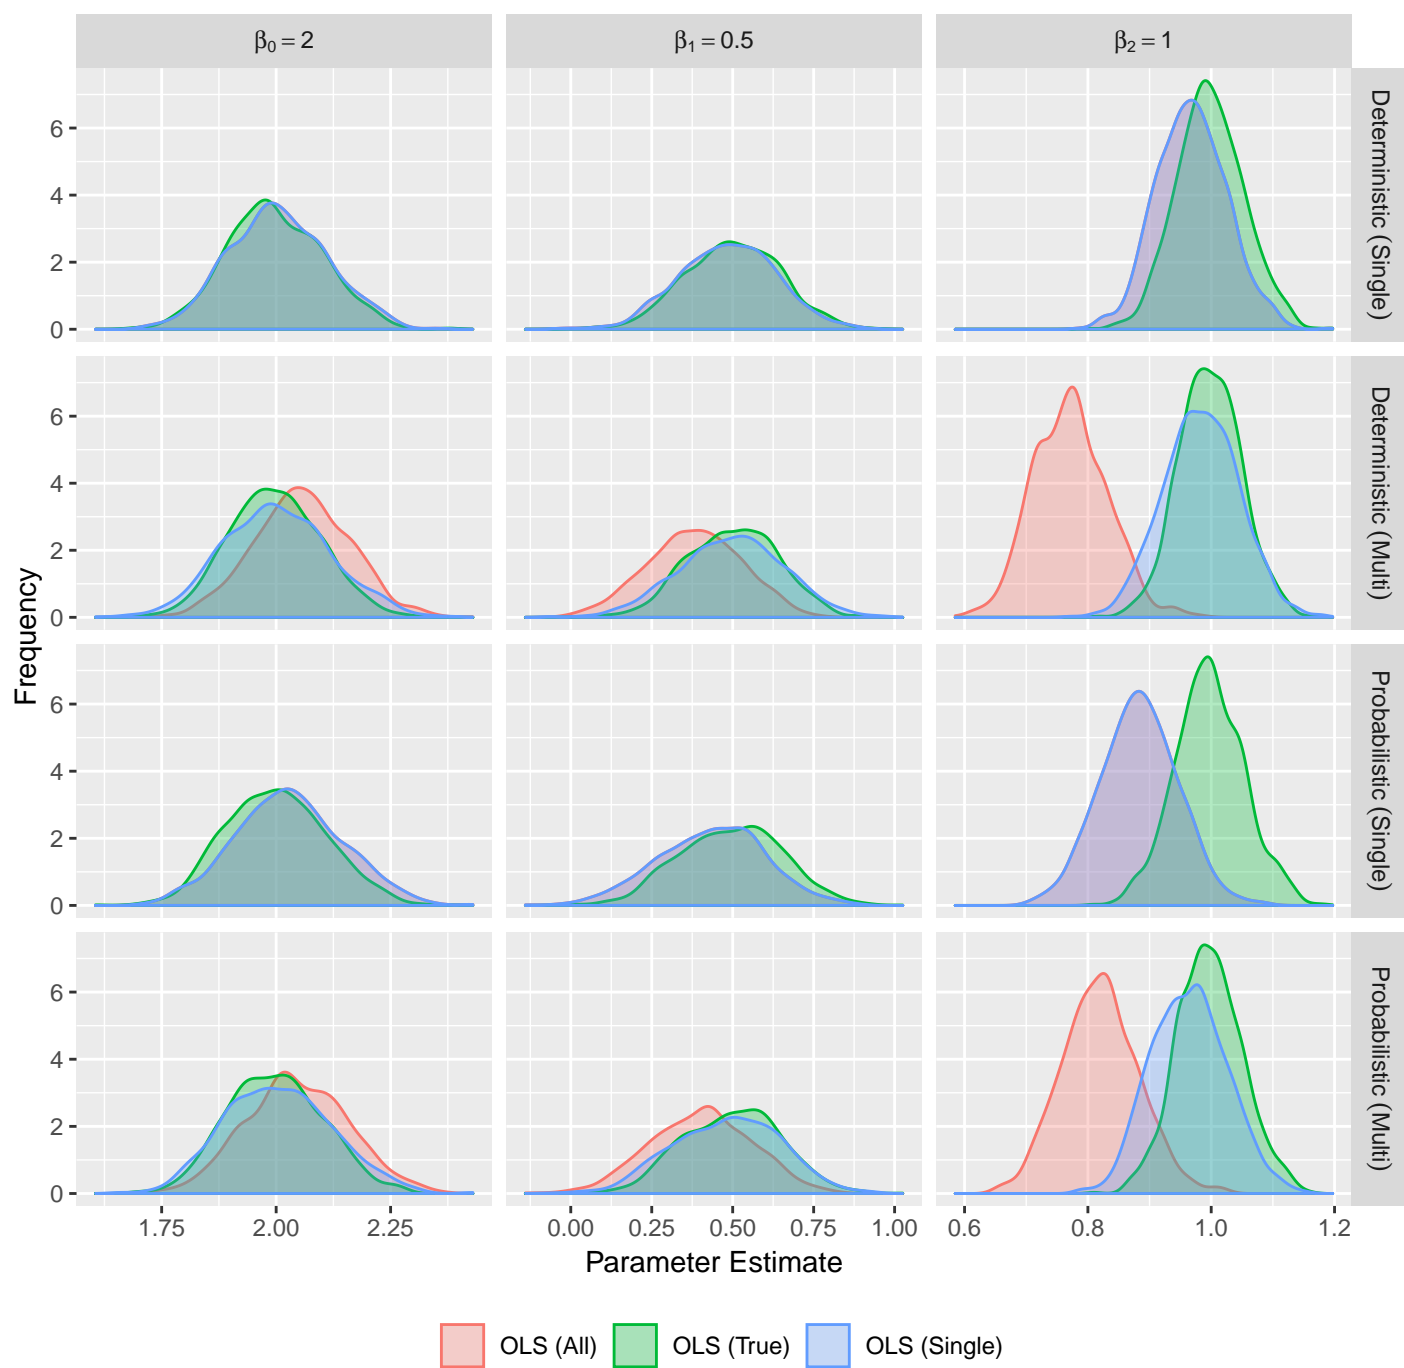 β₀ = 2
β₁ = 0.5
β₂ = 1
Deterministic (Single)
Deterministic (Multi)
Probabilistic (Single)
Probabilistic (Multi)
Frequency
6
4
2
0
6
4
2
0
6
4
2
0
6
4
2
0
1.75 2.00 2.25
0.00 0.25 0.50 0.75 1.00
0.6 0.8 1.0 1.2
Parameter Estimate
OLS (All) OLS (True) OLS (Single)